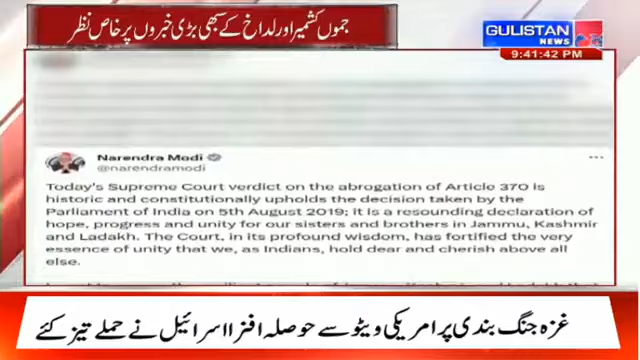 جموں کشمیر اور لداخ کے سبھی بڑی خبروں پر خاص نظر
GULISTAN
NEWS
9:41:42 PM
Narendra Modi
@narendramodi
Today's Supreme Court verdict on the abrogation of Article 370 is
historic and constitutionally upholds the decision taken by the
Parliament of India on 5th August 2019; it is a resounding declaration of
hope, progress and unity for our sisters and brothers in Jammu, Kashmir
and Ladakh. The Court, in its profound wisdom, has fortified the very
essence of unity that we, as Indians, hold dear and cherish above all
else.
غزہ جنگ بندی پر امریکی ویٹو سے حوصلہ افزا اسرائیل نے حملے تیز کئے